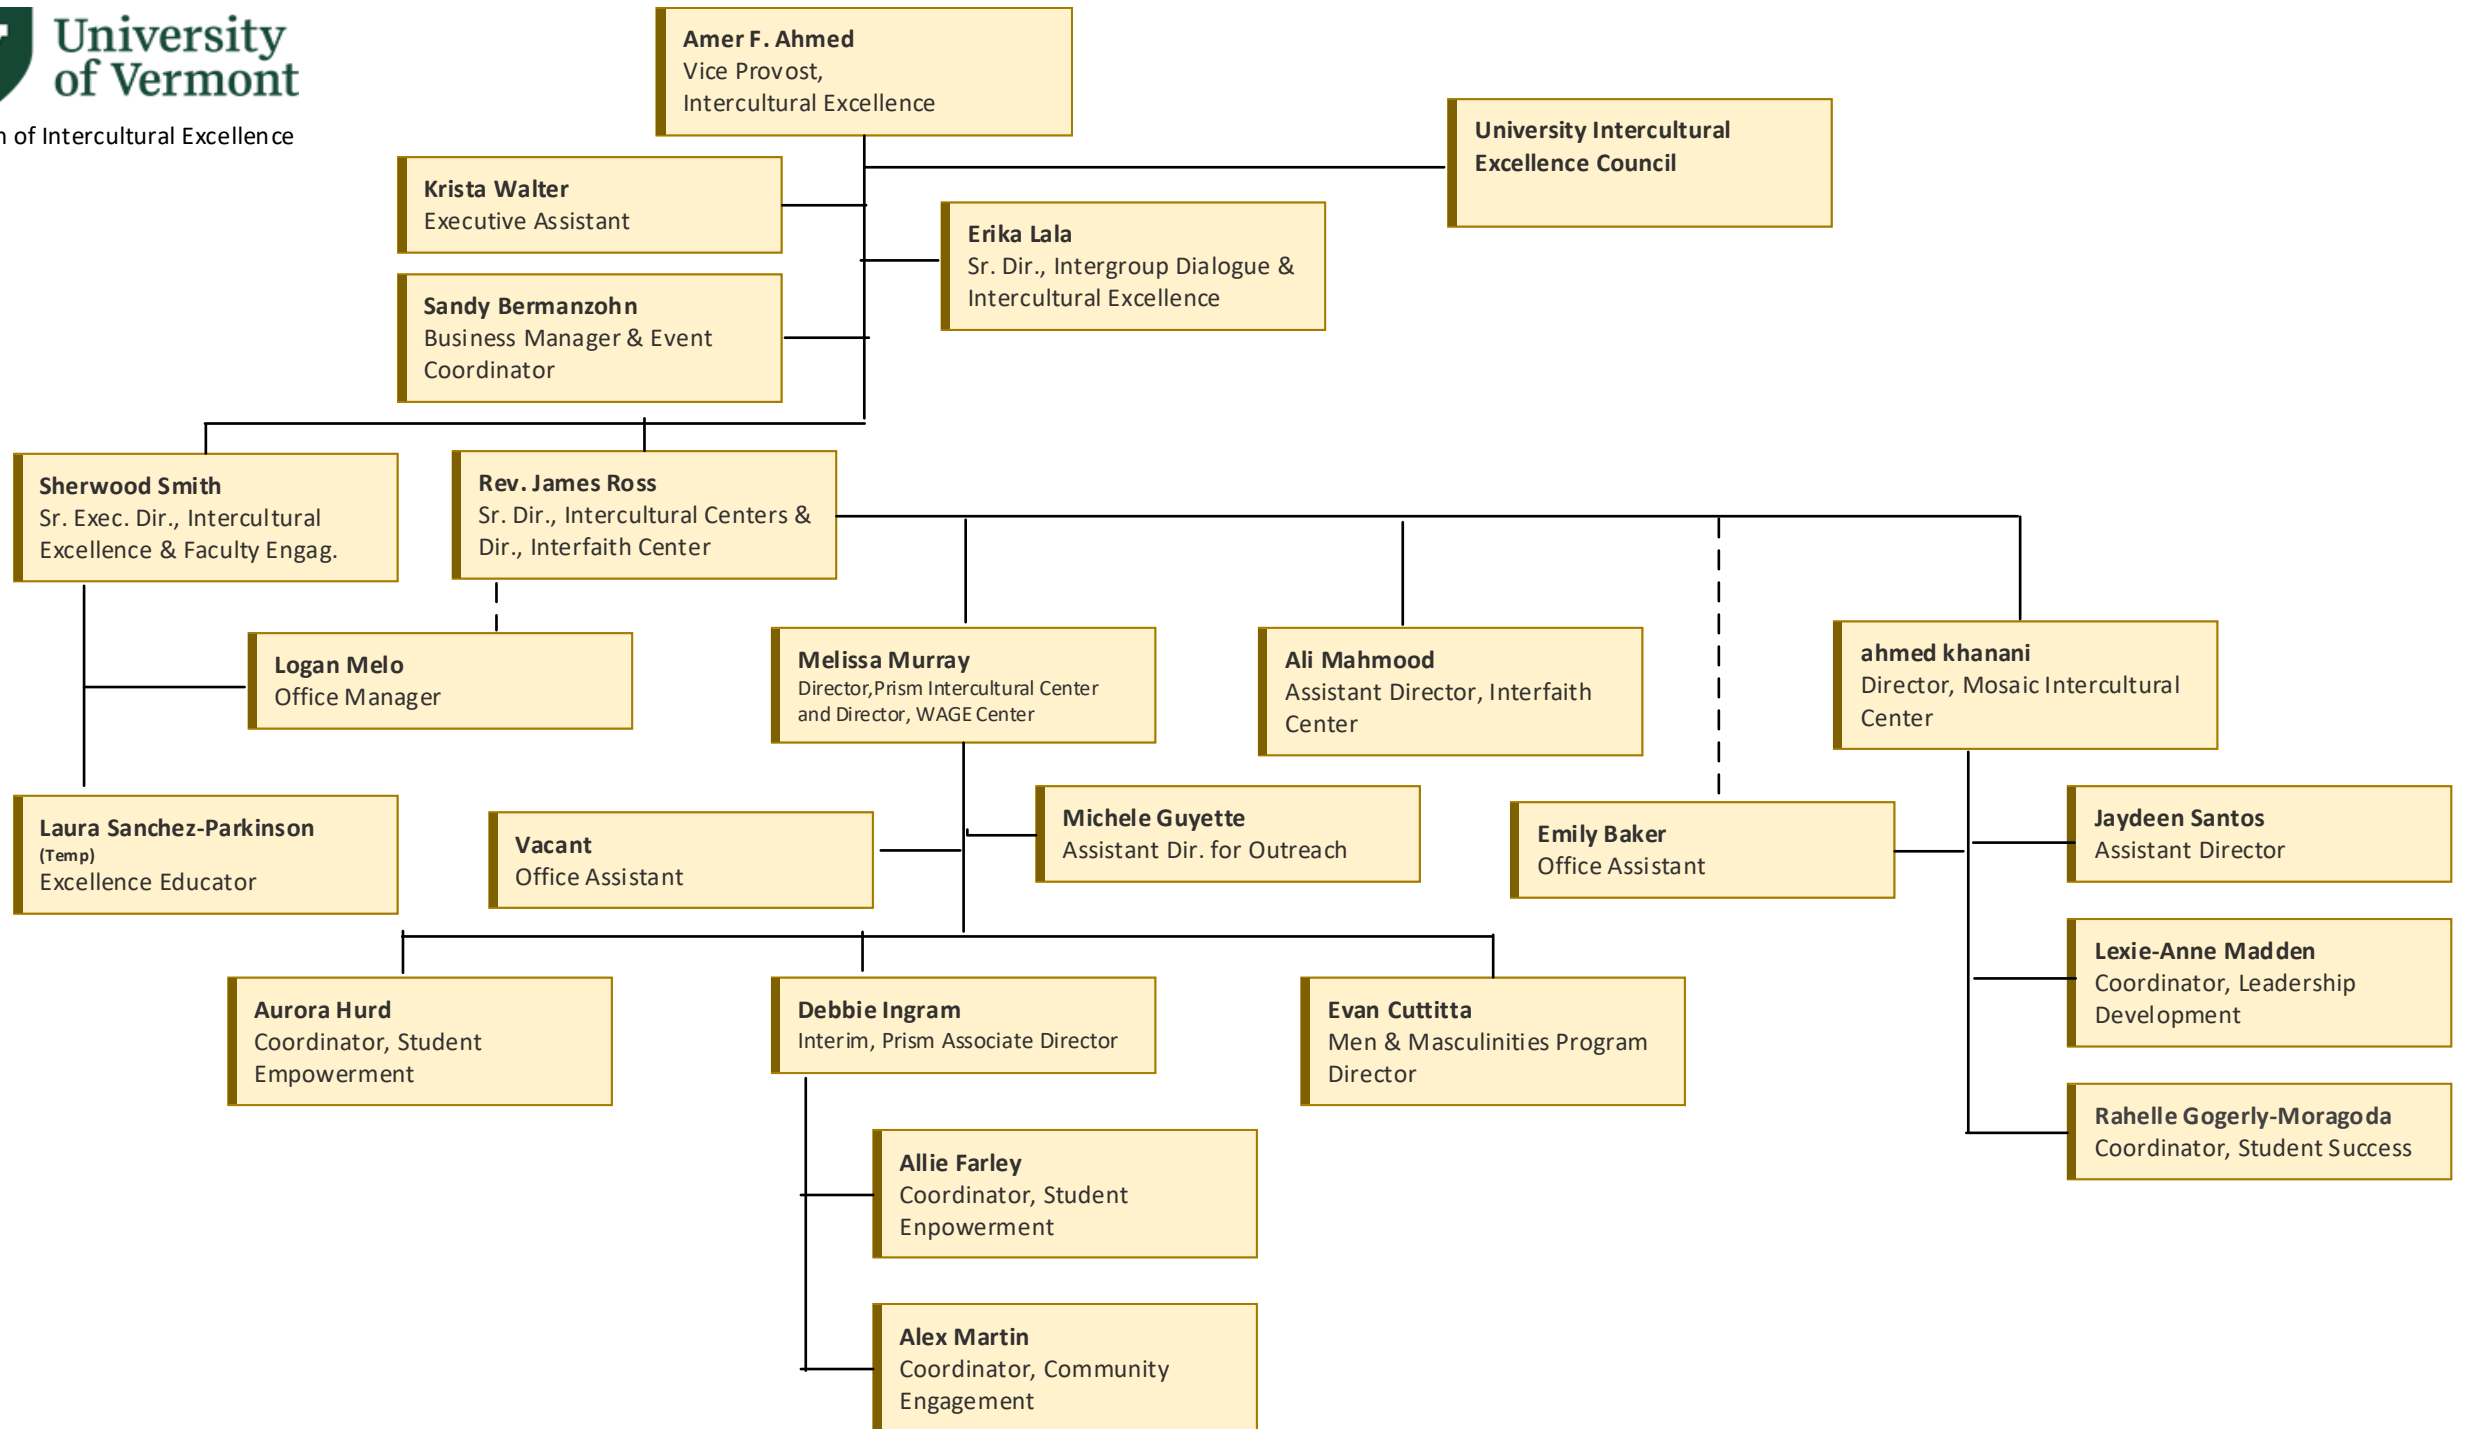 University
of Vermont
n of Intercultural Excellence
Amer F. Ahmed
Vice Provost,
Intercultural Excellence
University Intercultural
Excellence Council
Krista Walter
Executive Assistant
Erika Lala
Sr. Dir., Intergroup Dialogue &
Intercultural Excellence
Sandy Bermanzohn
Business Manager & Event
Coordinator
Sherwood Smith
Sr. Exec. Dir., Intercultural
Excellence & Faculty Engag.
Rev. James Ross
Sr. Dir., Intercultural Centers &
Dir., Interfaith Center
Logan Melo
Office Manager
Melissa Murray
Director,Prism Intercultural Center
and Director, WAGE Center
Ali Mahmood
Assistant Director, Interfaith
Center
ahmed khanani
Director, Mosaic Intercultural
Center
Laura Sanchez-Parkinson
(Temp)
Excellence Educator
Vacant
Office Assistant
Michele Guyette
Assistant Dir. for Outreach
Emily Baker
Office Assistant
Jaydeen Santos
Assistant Director
Lexie-Anne Madden
Coordinator, Leadership
Development
Aurora Hurd
Coordinator, Student
Empowerment
Debbie Ingram
Interim, Prism Associate Director
Evan Cuttitta
Men & Masculinities Program
Director
Rahelle Gogerly-Moragoda
Coordinator, Student Success
Allie Farley
Coordinator, Student
Enpowerment
Alex Martin
Coordinator, Community
Engagement